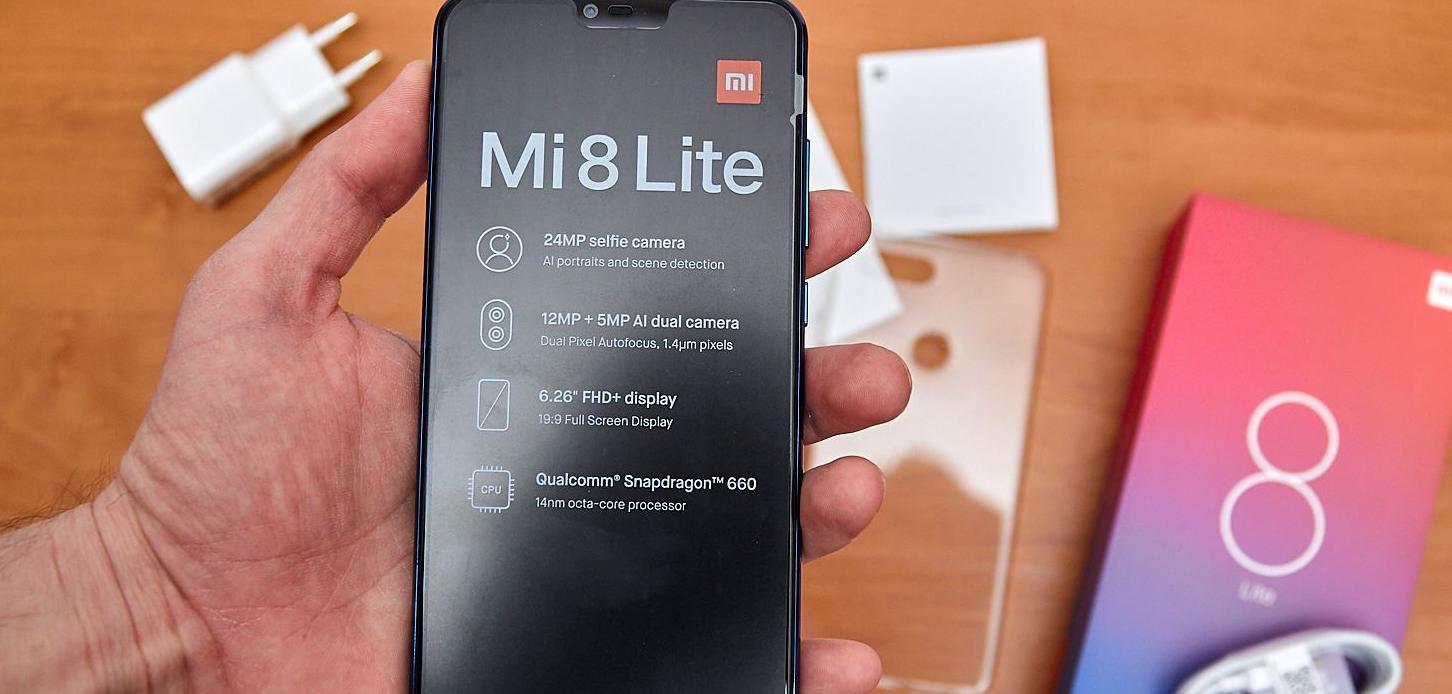 mi
Mi 8 Lite
24MP selfie camera
AI portraits and scene detection
12MP + 5MP AI dual camera
Dual Pixel Autofocus, 1.4µm pixels
6.26" FHD+ display
19:9 Full Screen Display
CPU
Qualcomm® Snapdragon™ 660
14nm octa-core processor
8
Lite